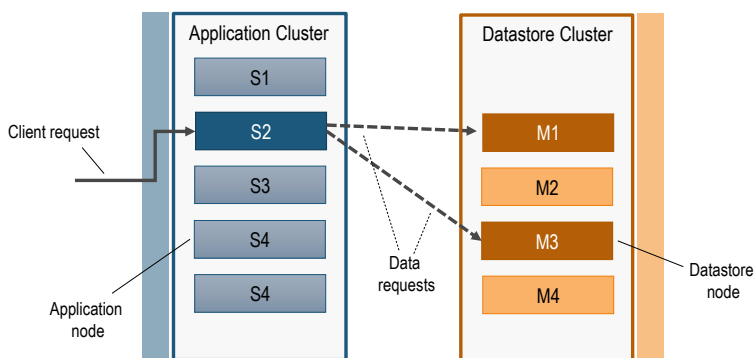 Application Cluster
Datastore Cluster
S1
Client request
S2
M1
S3
M2
S4
M3
Application
node
Data
requests
Datastore
node
S4
M4